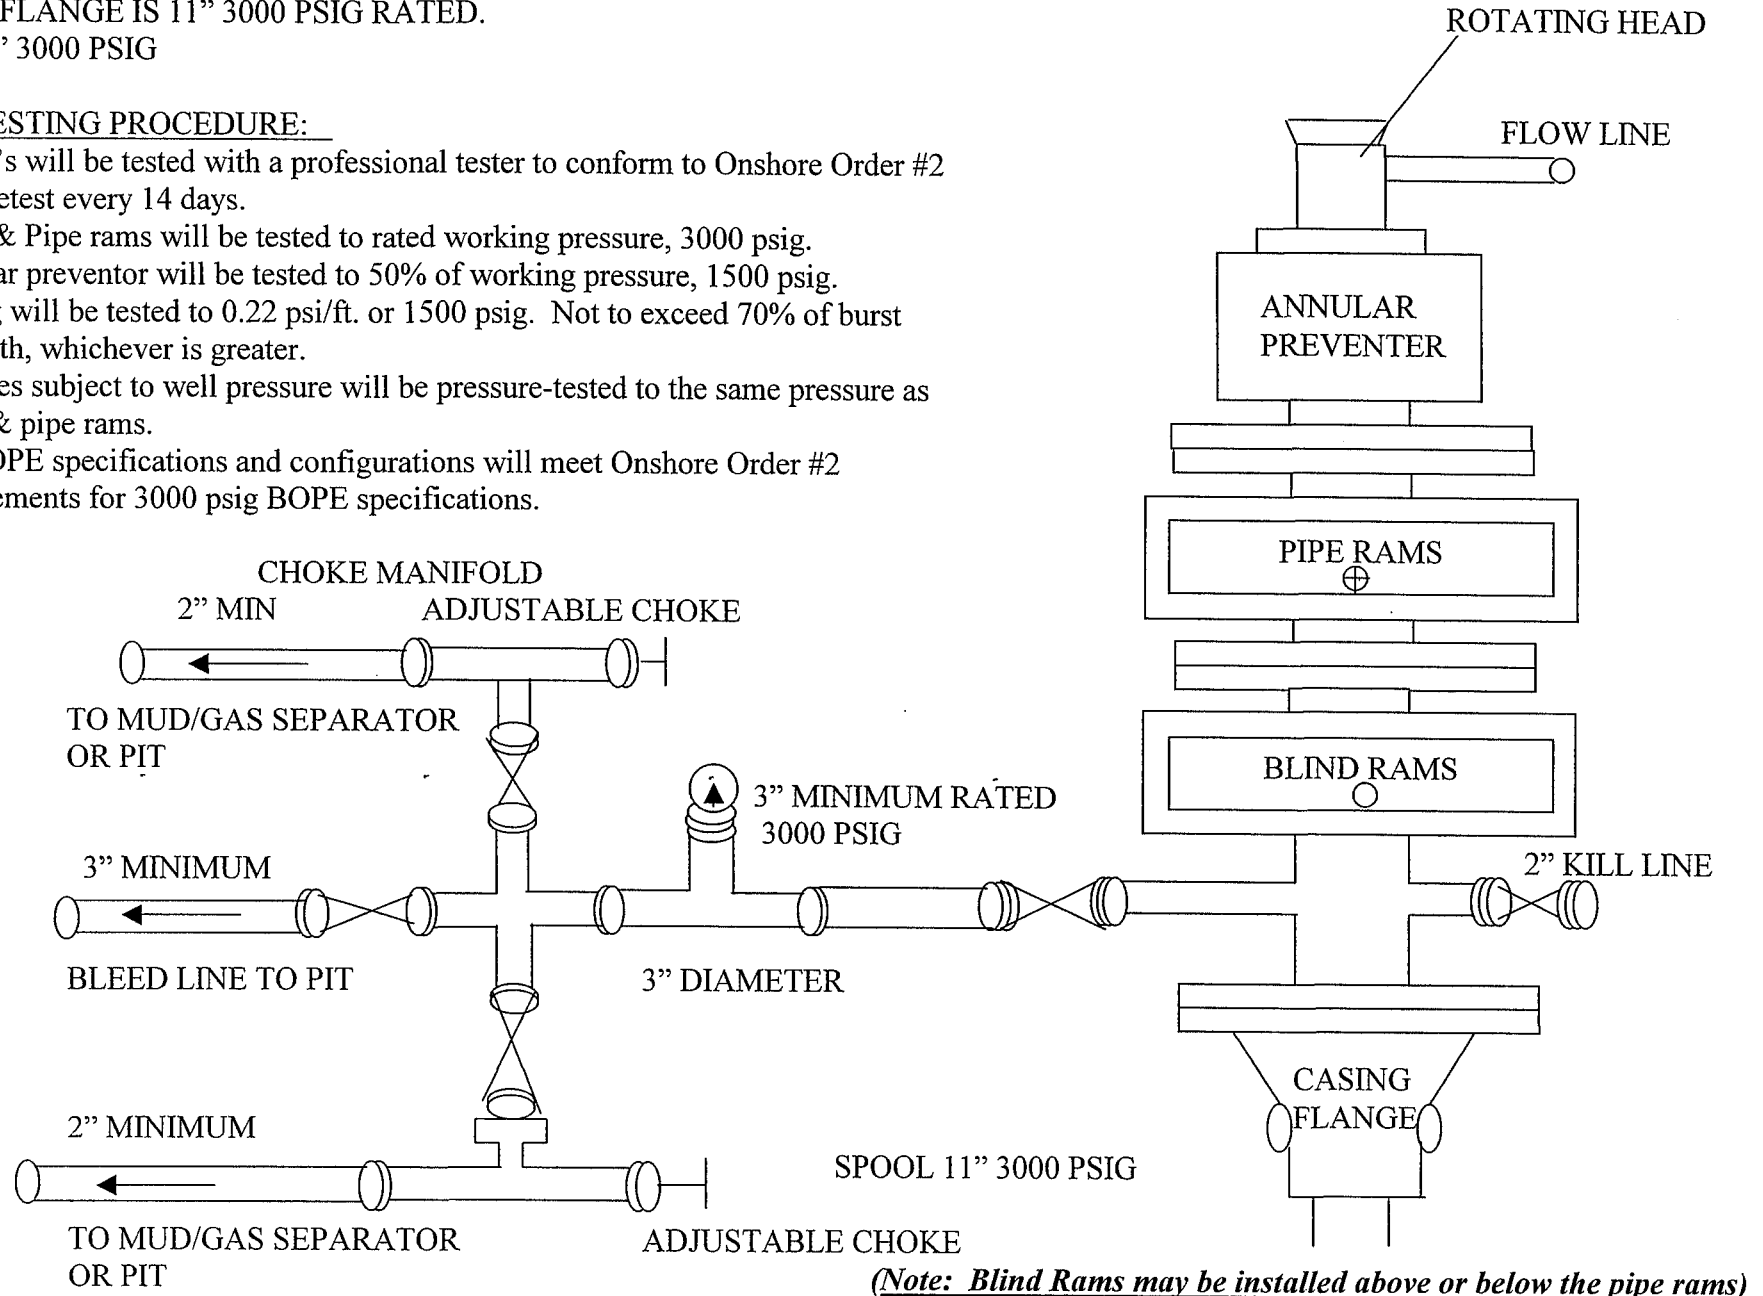 FLANGE IS 11” 3000 PSIG RATED.
’ 3000 PSIG
ESTING PROCEDURE:
’s will be tested with a professional tester to conform to Onshore Order #2
etest every 14 days.
& Pipe rams will be tested to rated working pressure, 3000 psig.
ar preventor will be tested to 50% of working pressure, 1500 psig.
will be tested to 0.22 psi/ft. or 1500 psig. Not to exceed 70% of burst
th, whichever is greater.
es subject to well pressure will be pressure-tested to the same pressure as
& pipe rams.
OPE specifications and configurations will meet Onshore Order #2
ements for 3000 psig BOPE specifications.
ROTATING HEAD
FLOW LINE
ANNULAR
PREVENTER
PIPE RAMS
BLIND RAMS
CHOKE MANIFOLD
2” MIN
ADJUSTABLE CHOKE
TO MUD/GAS SEPARATOR
OR PIT
3” MINIMUM RATED
3000 PSIG
3” MINIMUM
2” KILL LINE
BLEED LINE TO PIT
3” DIAMETER
CASING
FLANGE
2” MINIMUM
SPOOL 11” 3000 PSIG
TO MUD/GAS SEPARATOR
OR PIT
ADJUSTABLE CHOKE
(Note: Blind Rams may be installed above or below the pipe rams)